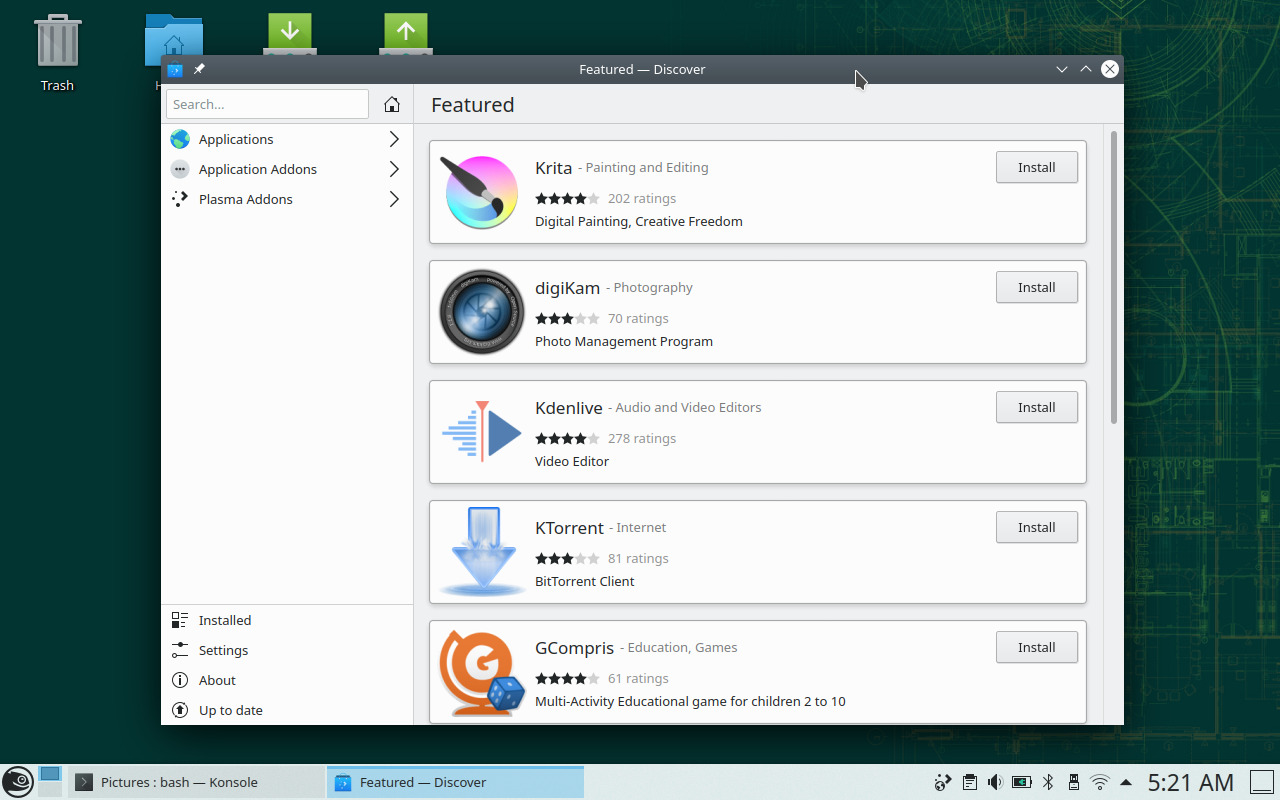 Trash
Featured — Discover
Search...
Featured
Applications
Application Addons
Plasma Addons
Krita - Painting and Editing
Install
202 ratings
Digital Painting, Creative Freedom
digiKam - Photography
Install
70 ratings
Photo Management Program
Kdenlive - Audio and Video Editors
Install
278 ratings
Video Editor
KTorrent - Internet
Install
81 ratings
BitTorrent Client
GCompris - Education, Games
Install
61 ratings
Multi-Activity Educational game for children 2 to 10
Installed
Settings
About
Up to date
Pictures : bash — Konsole
Featured — Discover
5:21 AM